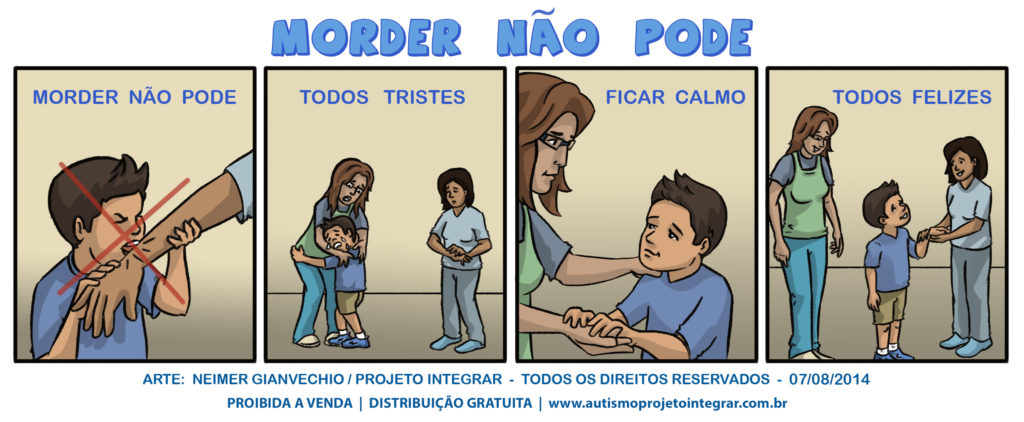 MORDER NÃO PODE
MORDER NÃO PODE
TODOS TRISTES
FICAR CALMO
TODOS FELIZES
ARTE: NEIMER GIANVECHIO / PROJETO INTEGRAR - TODOS OS DIREITOS RESERVADOS - 07/08/2014
PROIBIDA A VENDA | DISTRIBUIÇÃO GRATUITA | www.autismoprojetointegrar.com.br